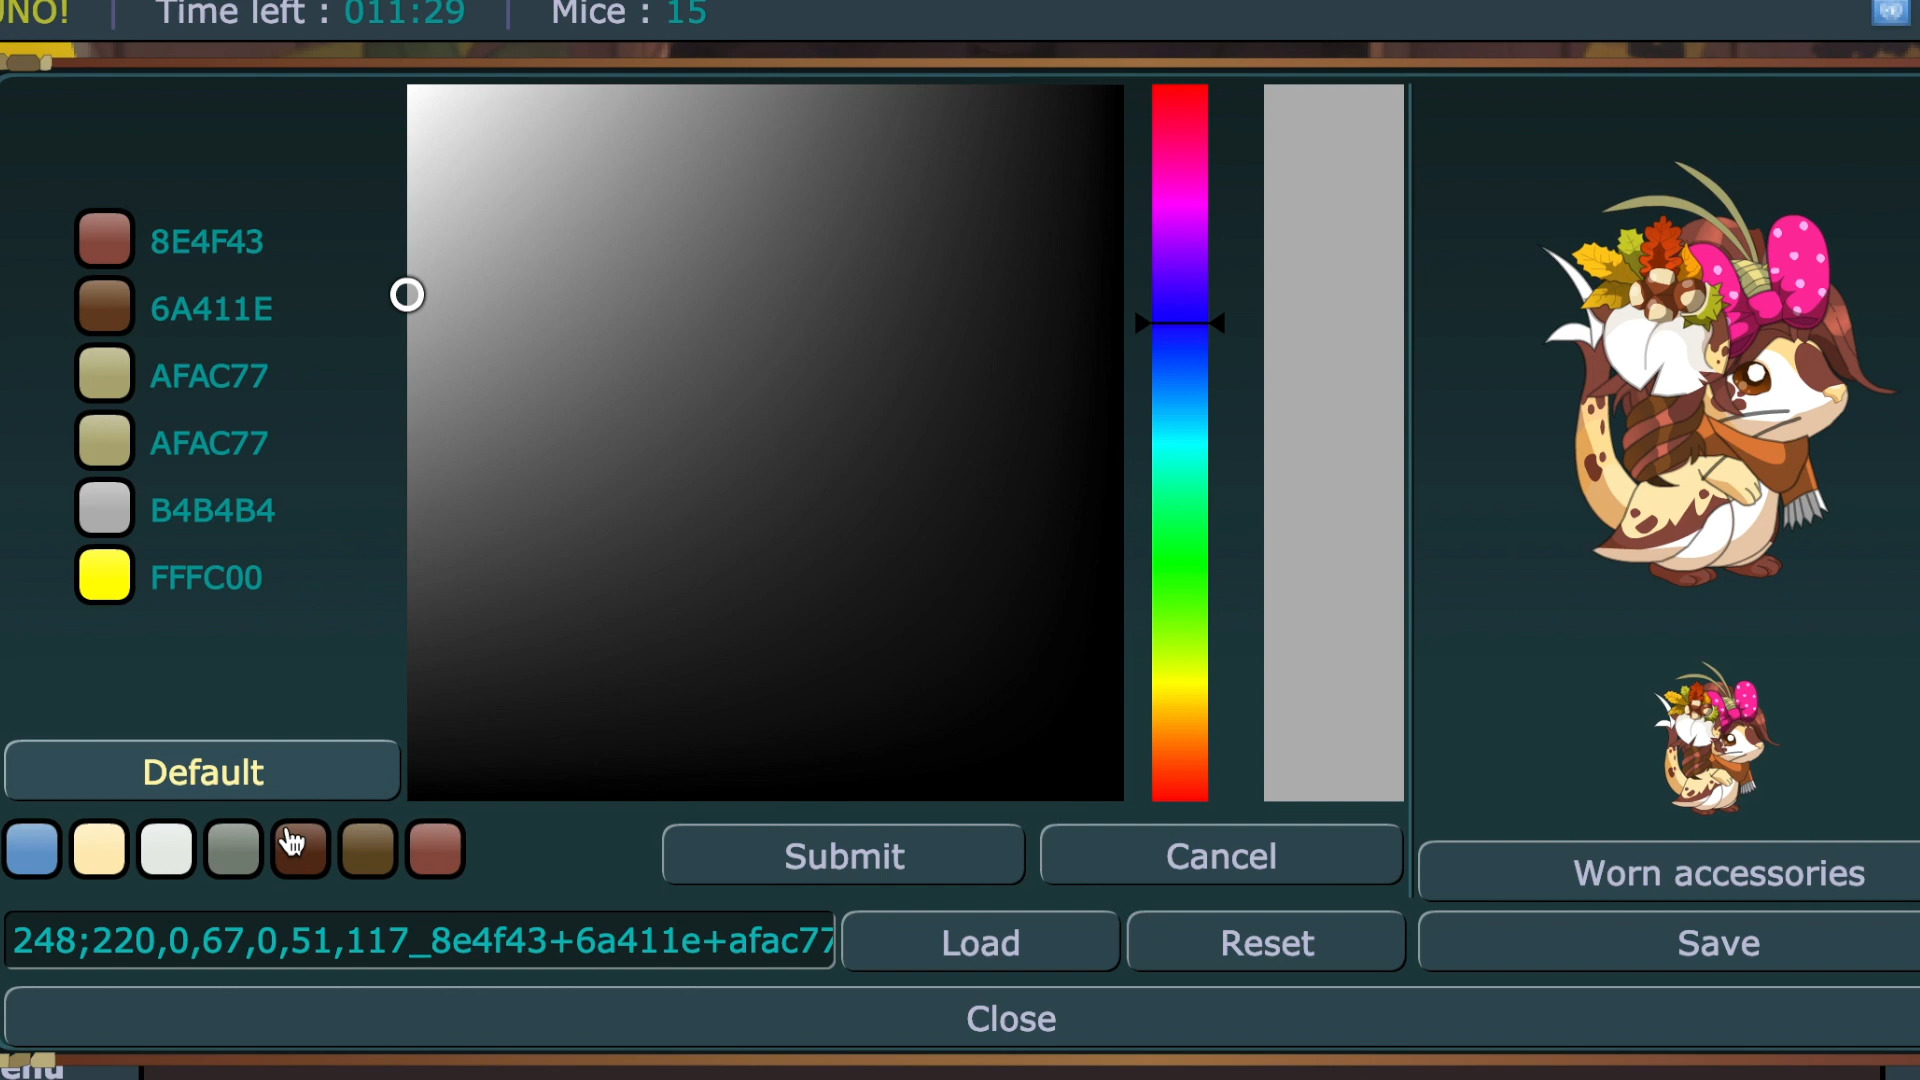 UNO! | Time left : 011:29 | Mice : 15
8E4F43
6A411E
AFAC77
AFAC77
B4B4B4
FFFC00
Default
Submit
Cancel
Worn accessories
248;220,0,67,0,51,117_8e4f43+6a411e+afac77
Load
Reset
Save
Close